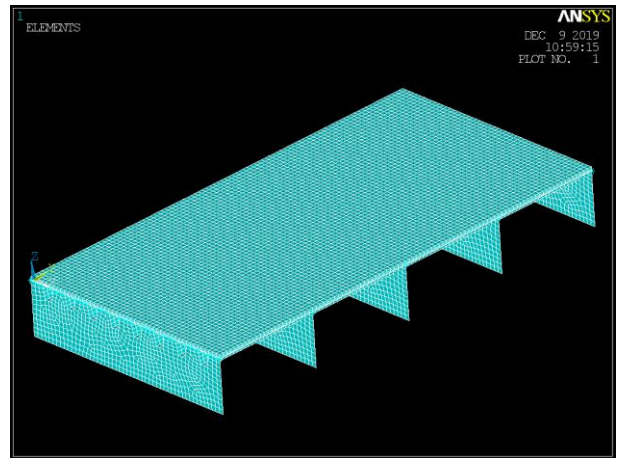 1
ELEMENTS
ANSYS
DEC 9 2019
10:59:15
PLOT NO. 1
Z